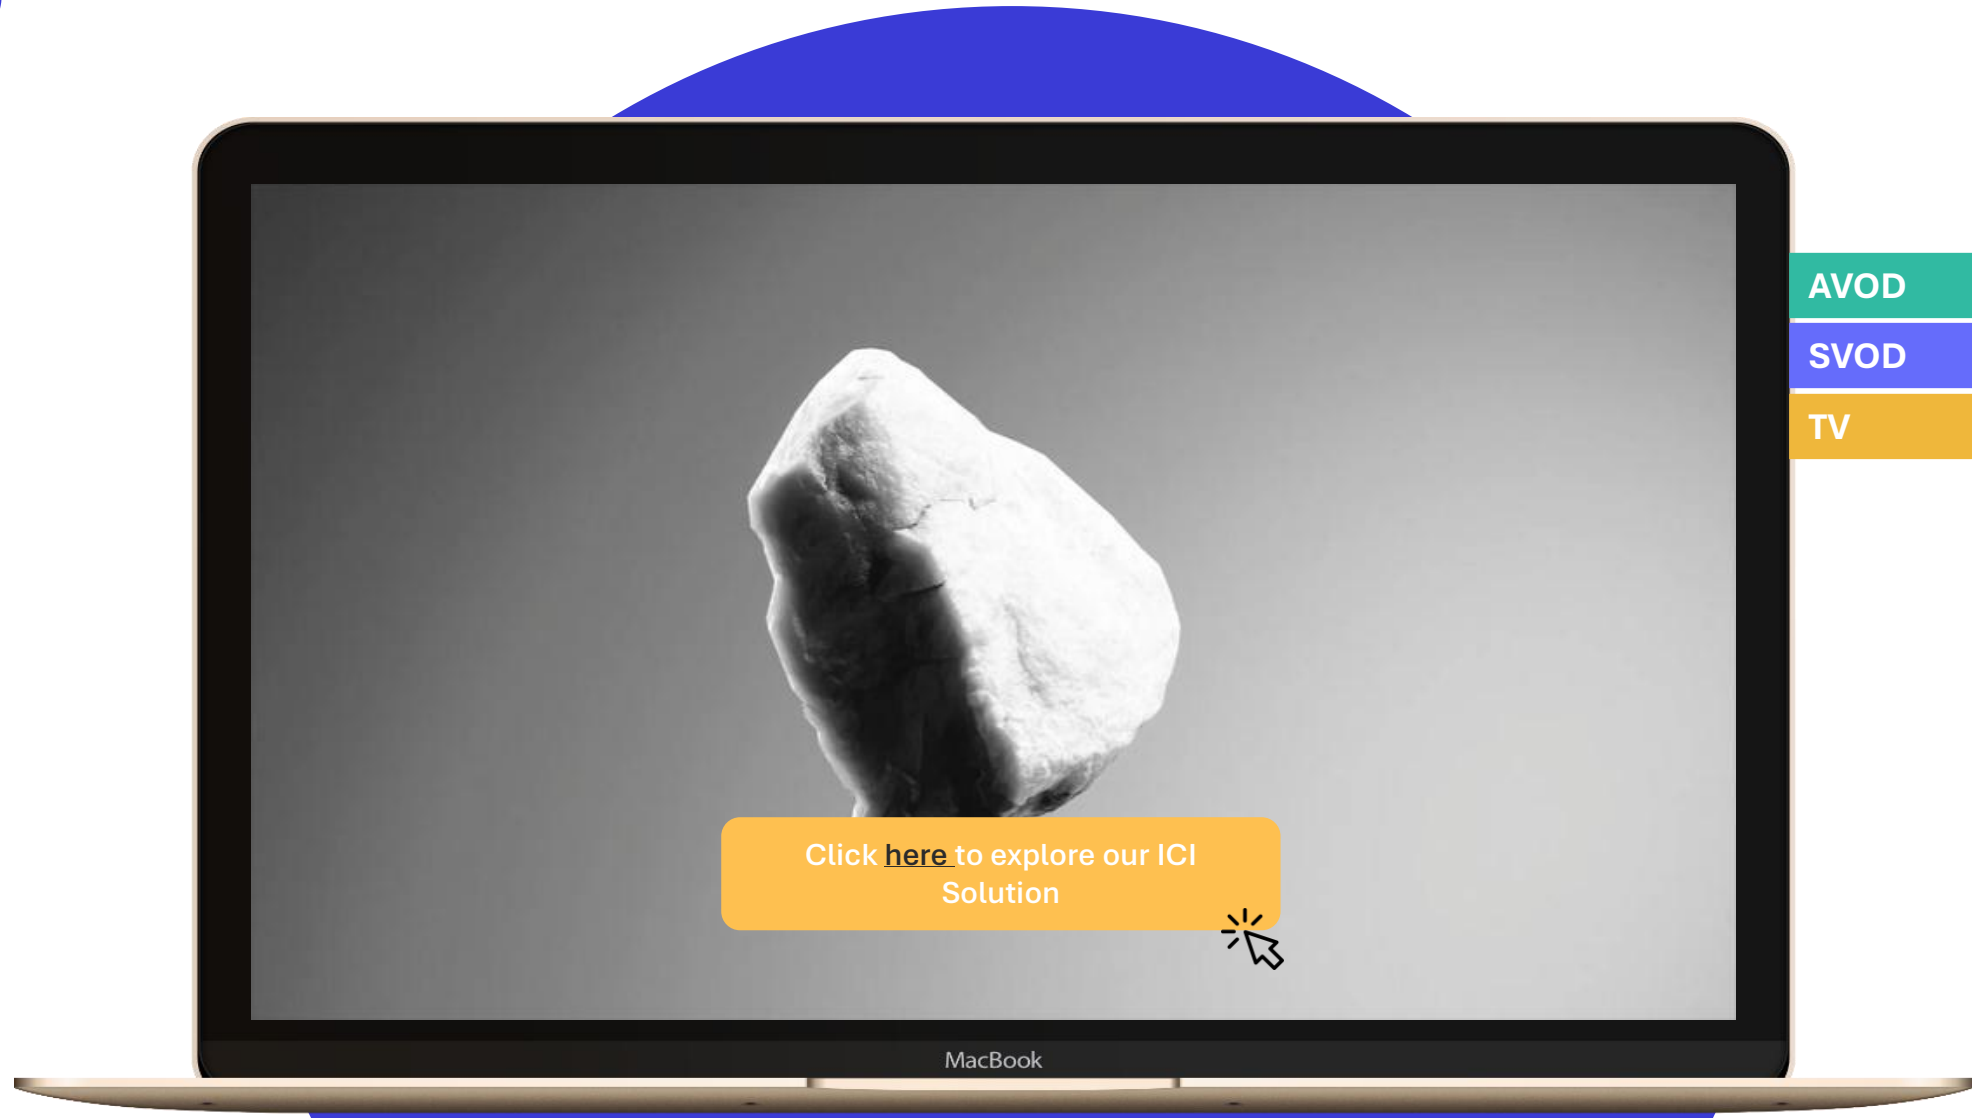 AVOD
SVOD
TV
Click here to explore our ICI
Solution
MacBook